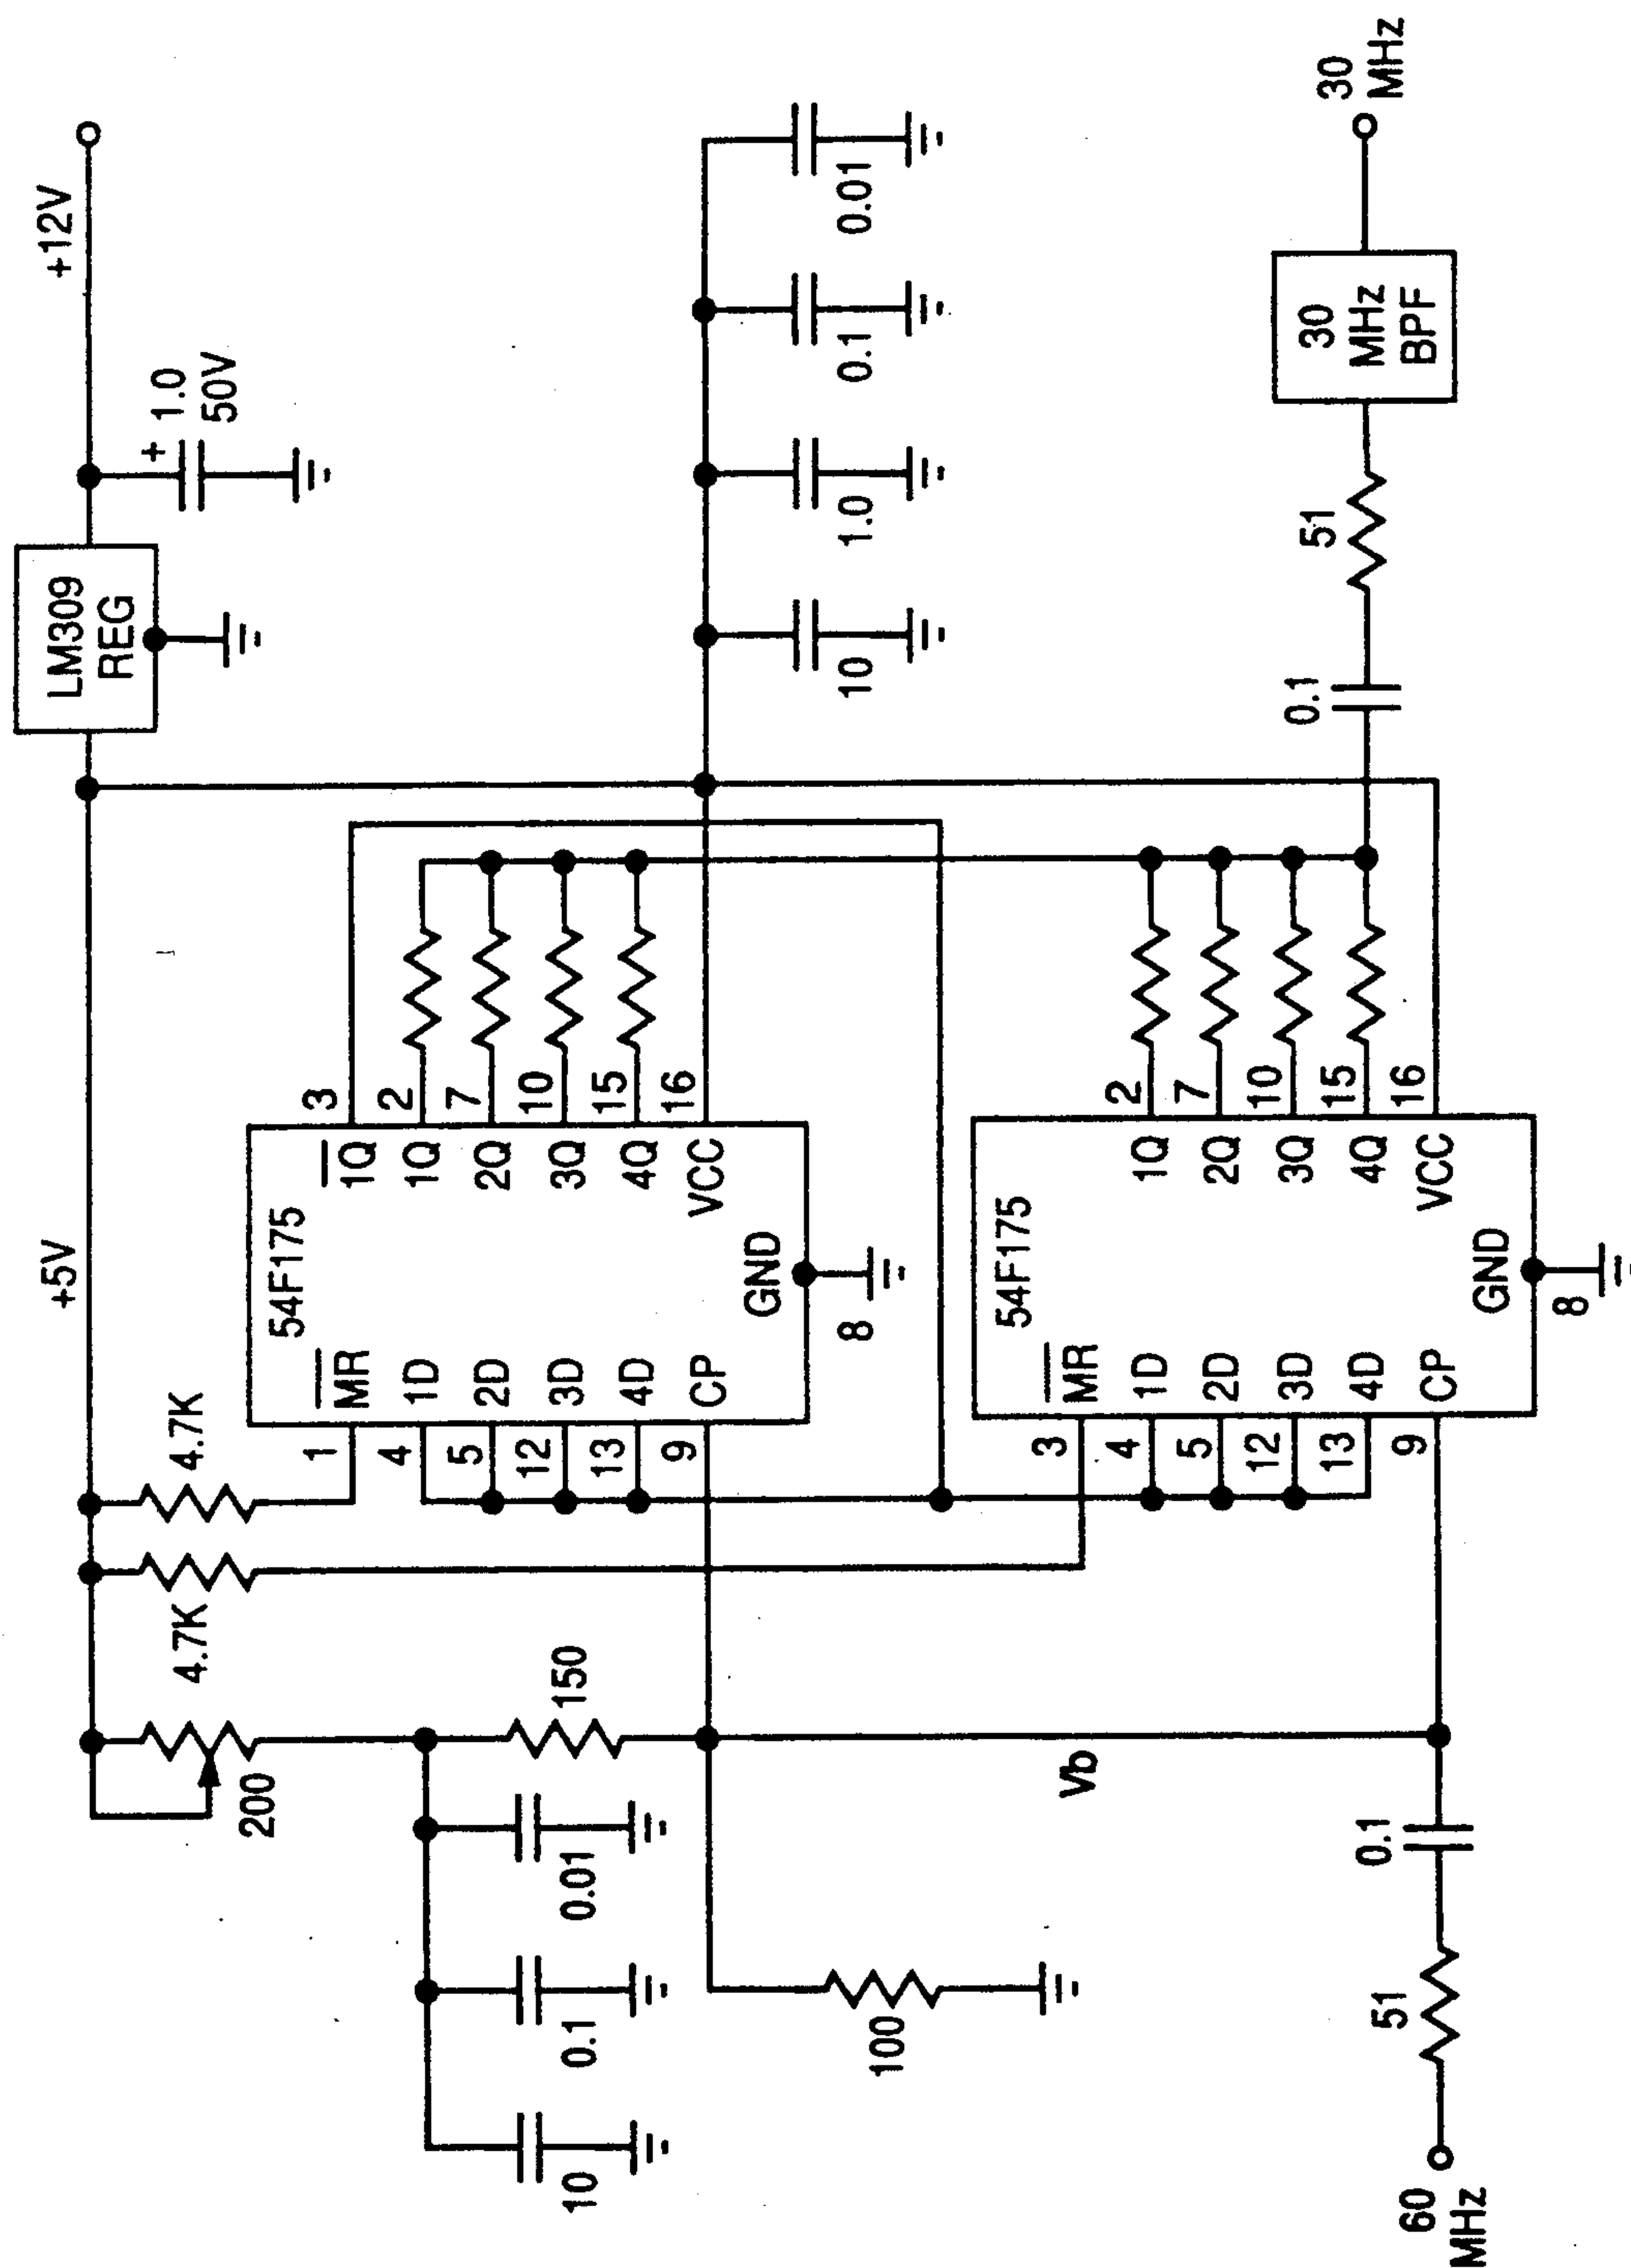 +5V
+12V
LM309
REG
+
1.0
50V
4.7K
4.7K
200
10
0.1
0.01
150
100
Vb
54F175
MR
1D
2D
3D
4D
CP
1
4
5
12
13
9
1Q
1Q
2Q
3Q
4Q
VCC
3
2
7
10
15
16
GND
8
10
1.0
0.1
0.01
54F175
MR
1D
2D
3D
4D
CP
3
4
5
12
13
9
1Q
2Q
3Q
4Q
VCC
2
7
10
15
16
GND
8
60
MHz
51
0.1
0.1
51
30
MHz
BPF
30
MHz